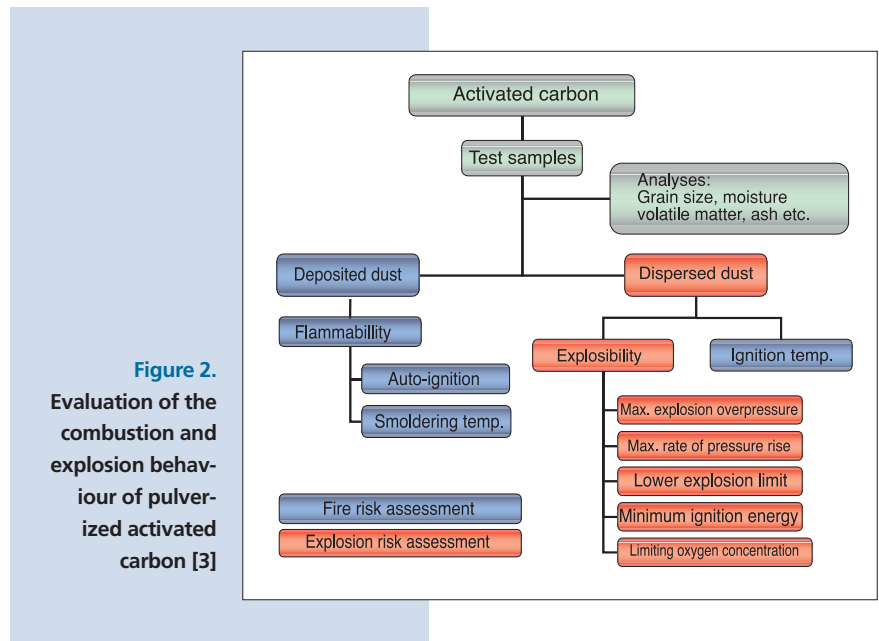 Activated carbon
Test samples
Analyses:
Grain size, moisture
volatile matter, ash etc.
Deposited dust
Dispersed dust
Flammabillity
Explosibility
Ignition temp.
Auto-ignition
Smoldering temp.
Max. explosion overpressure
Max. rate of pressure rise
Lower explosion limit
Minimum ignition energy
Limiting oxygen concentration
Fire risk assessment
Explosion risk assessment
Figure 2.
Evaluation of the
combustion and
explosion behav-
iour of pulver-
ized activated
carbon [3]